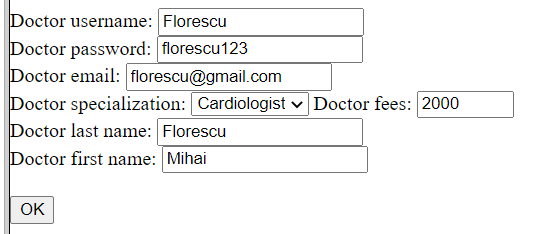 Doctor username: Florescu
Doctor password: florescu123
Doctor email: florescu@gmail.com
Doctor specialization: Cardiologist Doctor fees: 2000
Doctor last name: Florescu
Doctor first name: Mihai
OK